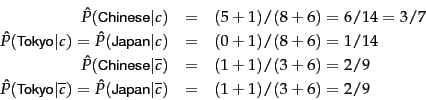 P̂(Chinese|c) = (5 + 1)/(8 + 6) = 6/14 = 3/7
P̂(Tokyo|c) = P̂(Japan|c) = (0 + 1)/(8 + 6) = 1/14
P̂(Chinese|c̅) = (1 + 1)/(3 + 6) = 2/9
P̂(Tokyo|c̅) = P̂(Japan|c̅) = (1 + 1)/(3 + 6) = 2/9